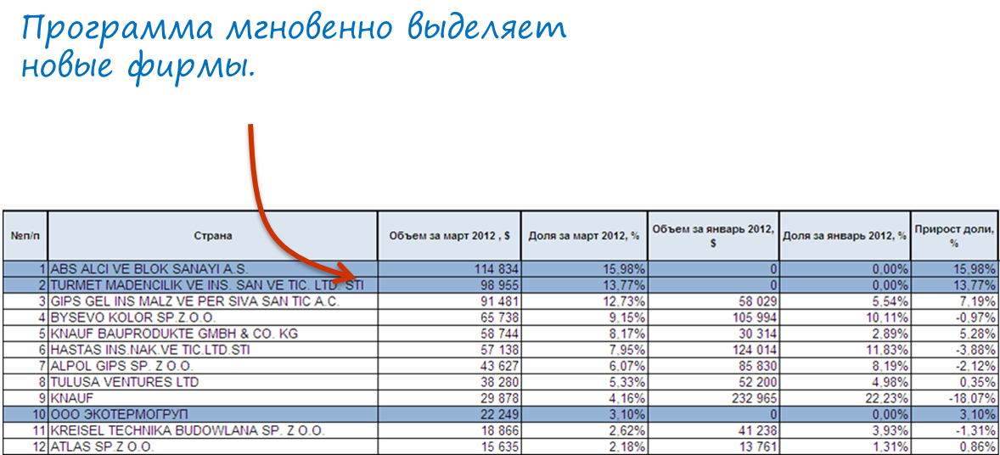 Программа мгновенно выделяет
новые фирмы.
№п/п Страна Объем за март 2012 , $ Доля за март 2012, % Объем за январь 2012, $ Доля за январь 2012, % Прирост доли, %
1 ABS ALCI VE BLOK SANAYI A.S. 114 834 15,98% 0 0,00% 15,98%
2 TURMET MADENCILIK VE INS. SAN VE TIC. LTD. STI 98 955 13,77% 0 0,00% 13,77%
3 GIPS GEL INS MALZ VE PER SIVA SAN TIC A.C. 91 481 12,73% 58 029 5,54% 7,19%
4 BYSEVO KOLOR SP.Z.O.O. 65 738 9,15% 105 994 10,11% -0,97%
5 KNAUF BAUPRODUKTE GMBH & CO. KG 58 744 8,17% 30 314 2,89% 5,28%
6 HASTAS INS.NAK.VE TIC.LTD.STI 57 138 7,95% 124 014 11,83% -3,88%
7 ALPOL GIPS SP. Z O.O. 43 627 6,07% 85 830 8,19% -2,12%
8 TULUSA VENTURES LTD 38 280 5,33% 52 200 4,98% 0,35%
9 KNAUF 29 878 4,16% 232 965 22,23% -18,07%
10 ООО ЭКОТЕРМОГРУП 22 249 3,10% 0 0,00% 3,10%
11 KREISEL TECHNIKA BUDOWLANA SP. Z O.O. 18 866 2,62% 41 238 3,93% -1,31%
12 ATLAS SP.Z O.O. 15 635 2,18% 13 761 1,31% 0,86%